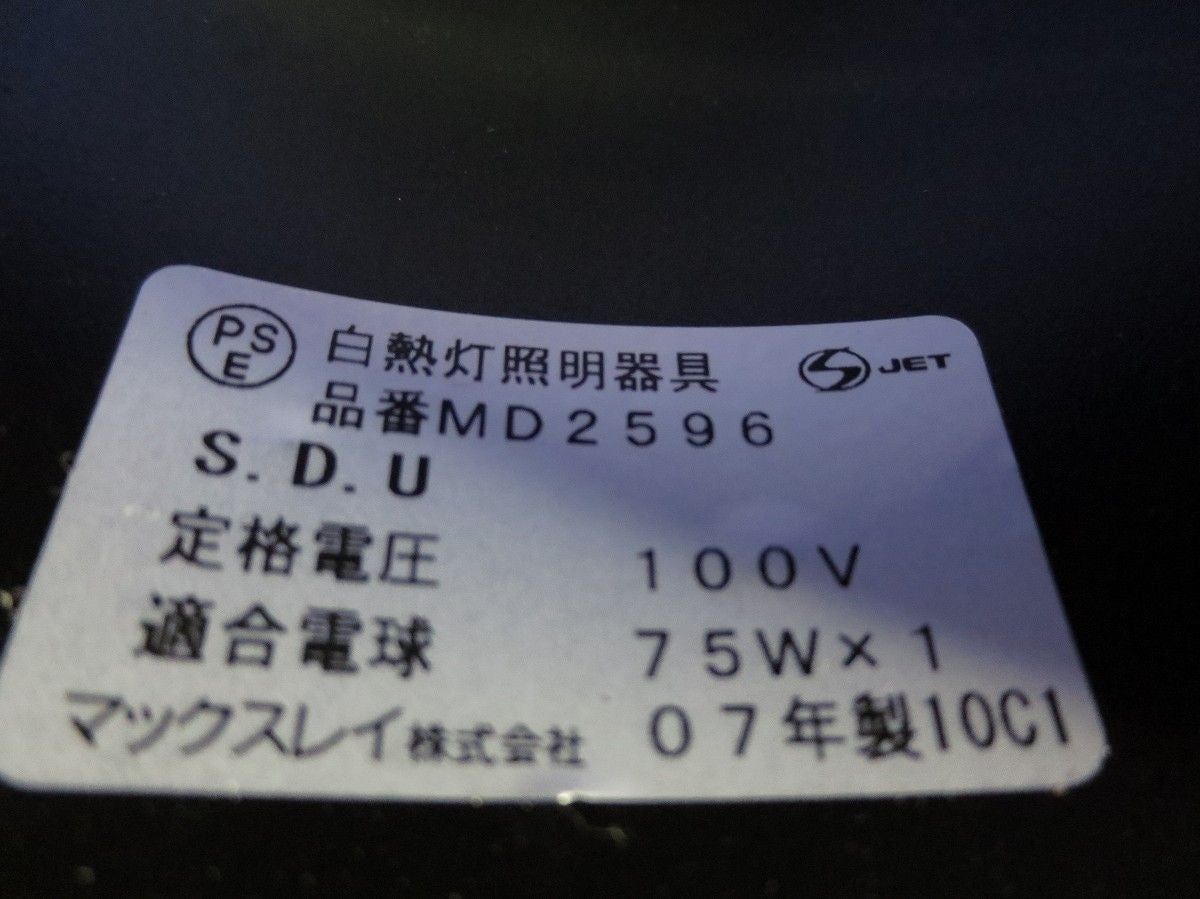 PSE 白熱灯照明器具 S JET
品番MD2596
S.D.U
定格電圧 100V
適合電球 75W×1
マックスレイ株式会社 07年製10C1